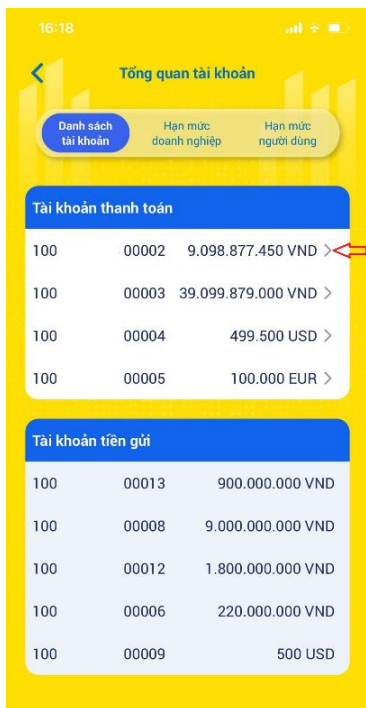 16:18
Tổng quan tài khoản
Danh sách tài khoản
Hạn mức doanh nghiệp
Hạn mức người dùng
Tài khoản thanh toán
100 00002 9.098.877.450 VND >
100 00003 39.099.879.000 VND >
100 00004 499.500 USD >
100 00005 100.000 EUR >
Tài khoản tiền gửi
100 00013 900.000.000 VND
100 00008 9.000.000.000 VND
100 00012 1.800.000.000 VND
100 00006 220.000.000 VND
100 00009 500 USD